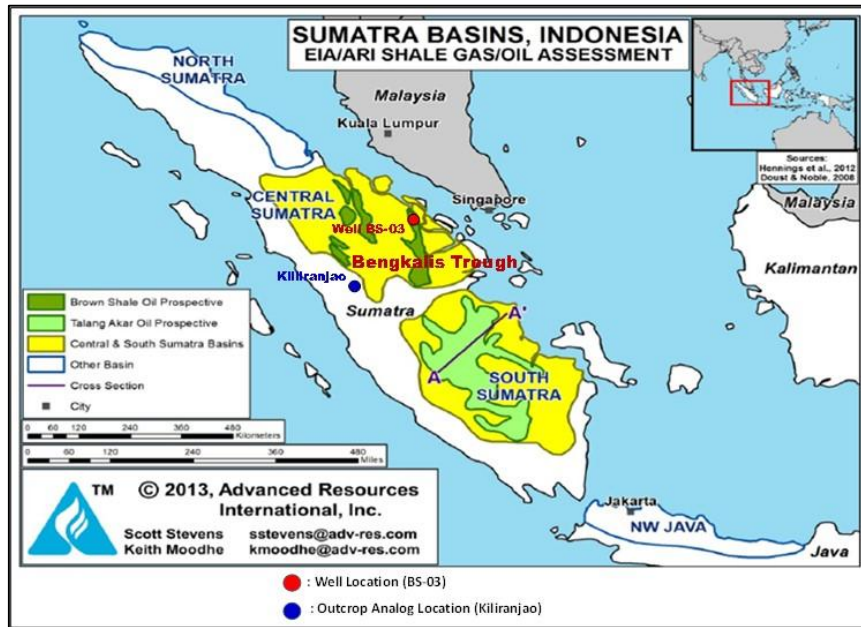 SUMATRA BASINS, INDONESIA
EIA/ARI SHALE GAS/OIL ASSESSMENT
NORTH
SUMATRA
Malaysia
Kuala Lumpur
Sources:
Hennings et al., 2012
Doust & Noble, 2008
Singapore
Malaysia
CENTRAL
SUMATRA
Well BS-03
Bengkalis Trough
Kalimantan
Kiliranjao
Sumatra
A'
A
SOUTH
SUMATRA
Brown Shale Oil Prospective
Talang Akar Oil Prospective
Central & South Sumatra Basins
Other Basin
Cross Section
City
0 60 120 240 360 480
Kilometers
0 60 120 240 360 480
Miles
TM
© 2013, Advanced Resources
International, Inc.
Scott Stevens sstevens@adv-res.com
Keith Moodhe kmoodhe@adv-res.com
Jakarta
NW JAVA
Java
: Well Location (BS-03)
: Outcrop Analog Location (Kiliranjao)